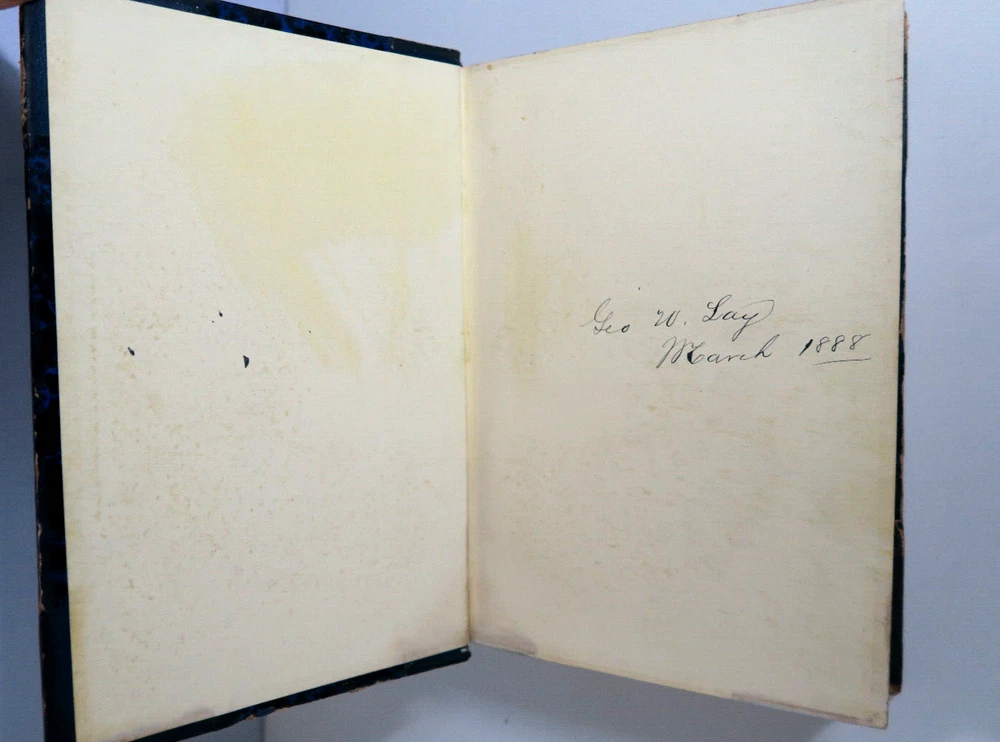 Geo W. Lay
March 1888